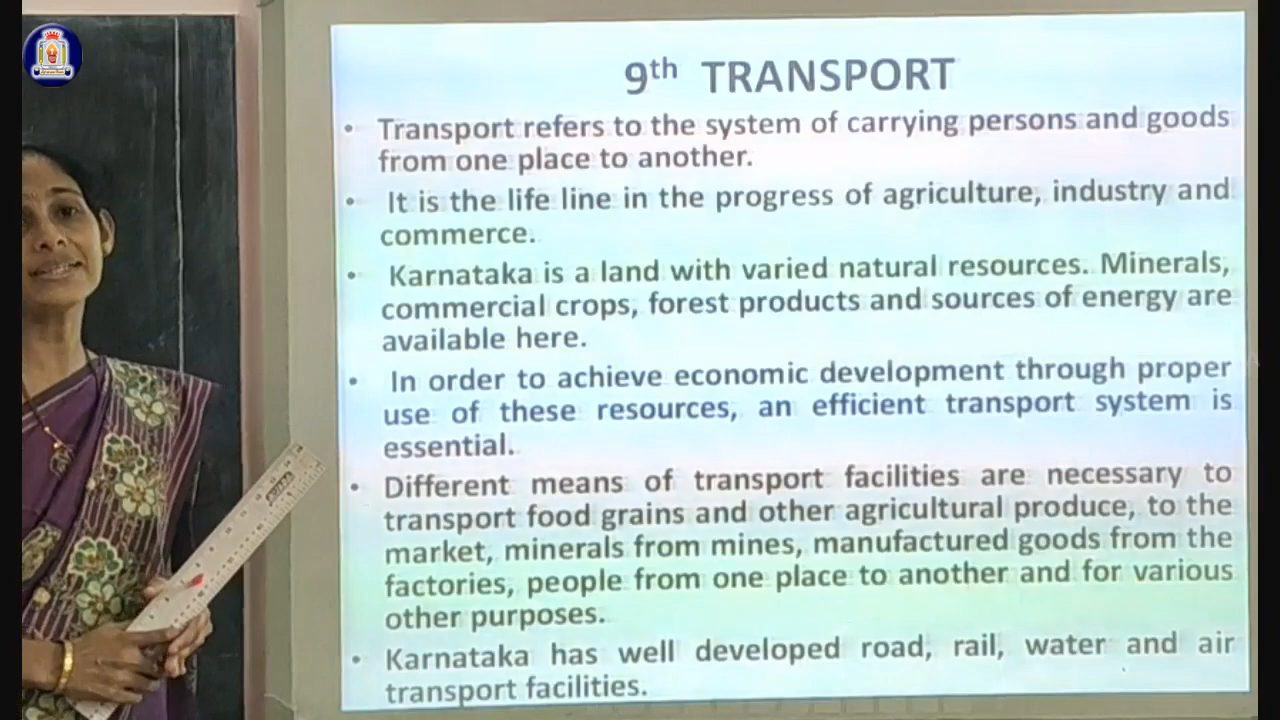 9th TRANSPORT
• Transport refers to the system of carrying persons and goods
from one place to another.
• It is the life line in the progress of agriculture, industry and
commerce.
• Karnataka is a land with varied natural resources. Minerals,
commercial crops, forest products and sources of energy are
available here.
• In order to achieve economic development through proper
use of these resources, an efficient transport system is
essential.
• Different means of transport facilities are necessary to
transport food grains and other agricultural produce, to the
market, minerals from mines, manufactured goods from the
factories, people from one place to another and for various
other purposes.
• Karnataka has well developed road, rail, water and air
transport facilities.